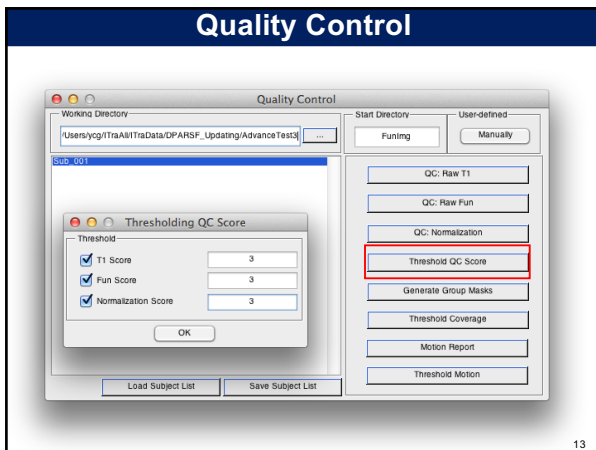 Quality Control
Quality Control
Working Directory
/Users/ycg/ITraAll/ITraData/DPARSF_Updating/AdvanceTest3
...
Start Directory
FunImg
User-defined
Manually
Sub_001
QC: Raw T1
QC: Raw Fun
QC: Normalization
Threshold QC Score
Generate Group Masks
Threshold Coverage
Motion Report
Threshold Motion
Thresholding QC Score
Threshold
T1 Score
3
Fun Score
3
Normalization Score
3
OK
Load Subject List
Save Subject List
13